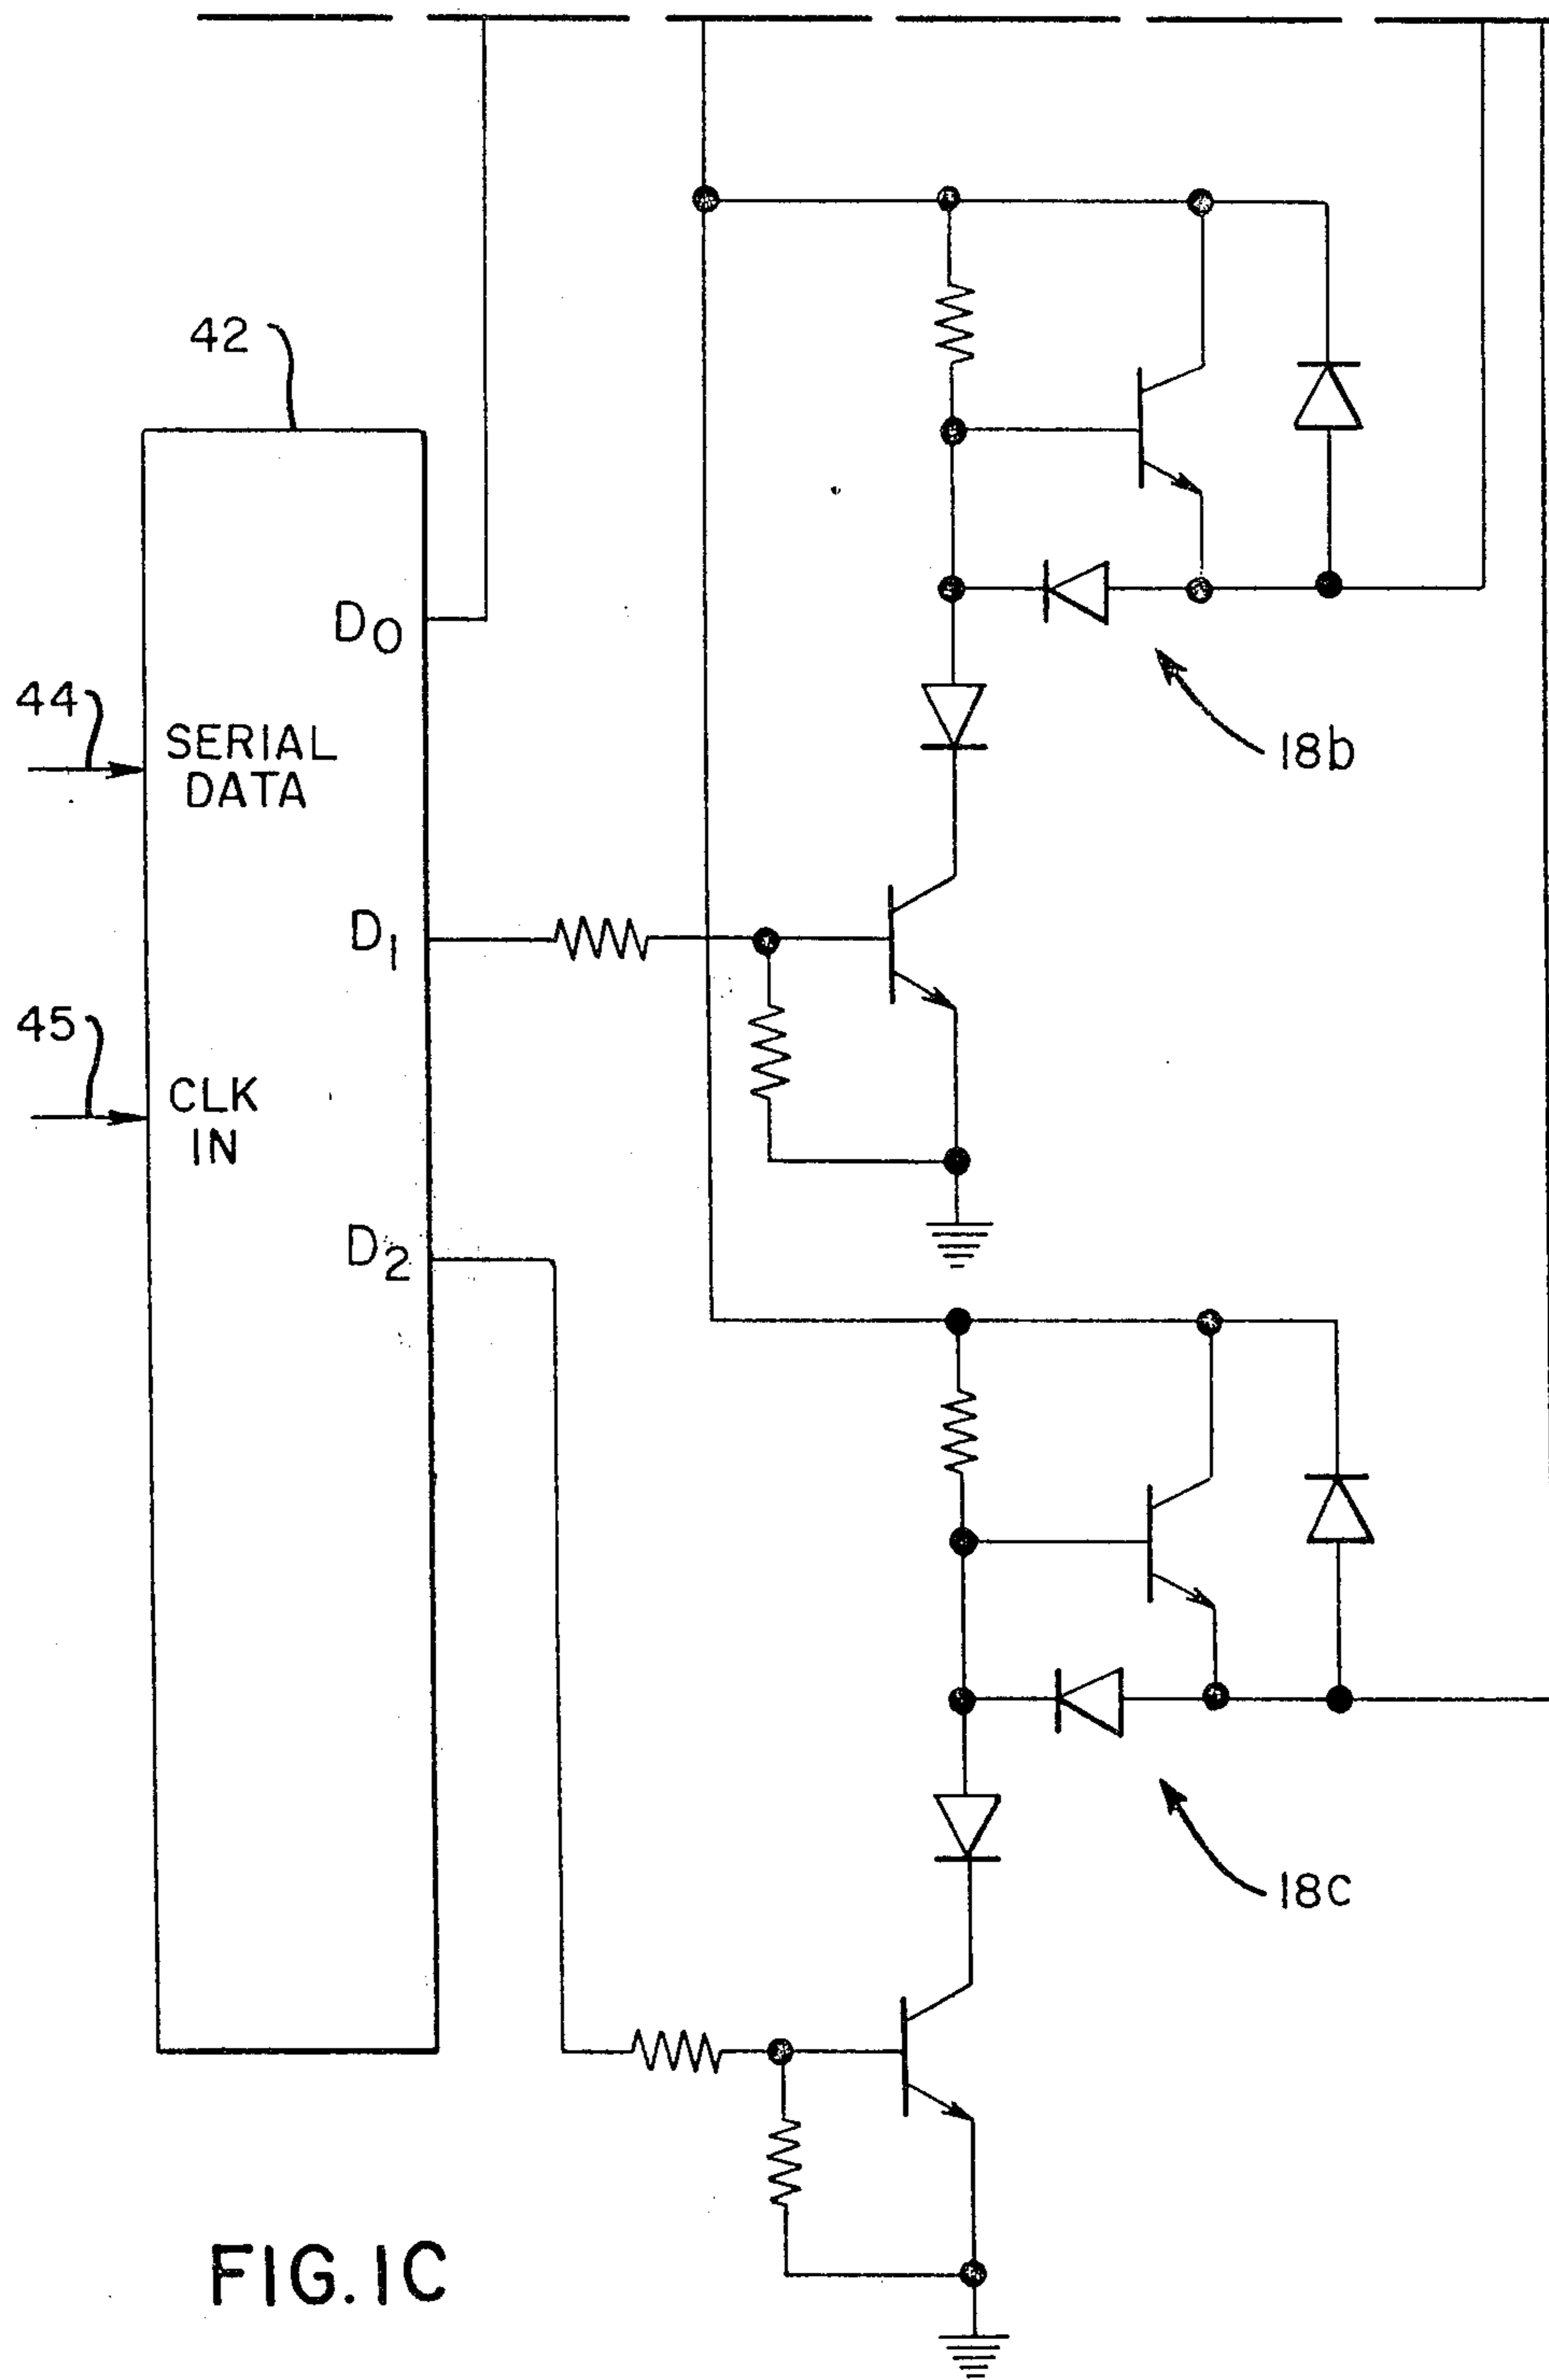 42
D0
44
SERIAL
DATA
18b
D1
45
CLK
IN
D2
18c
FIG. 1C